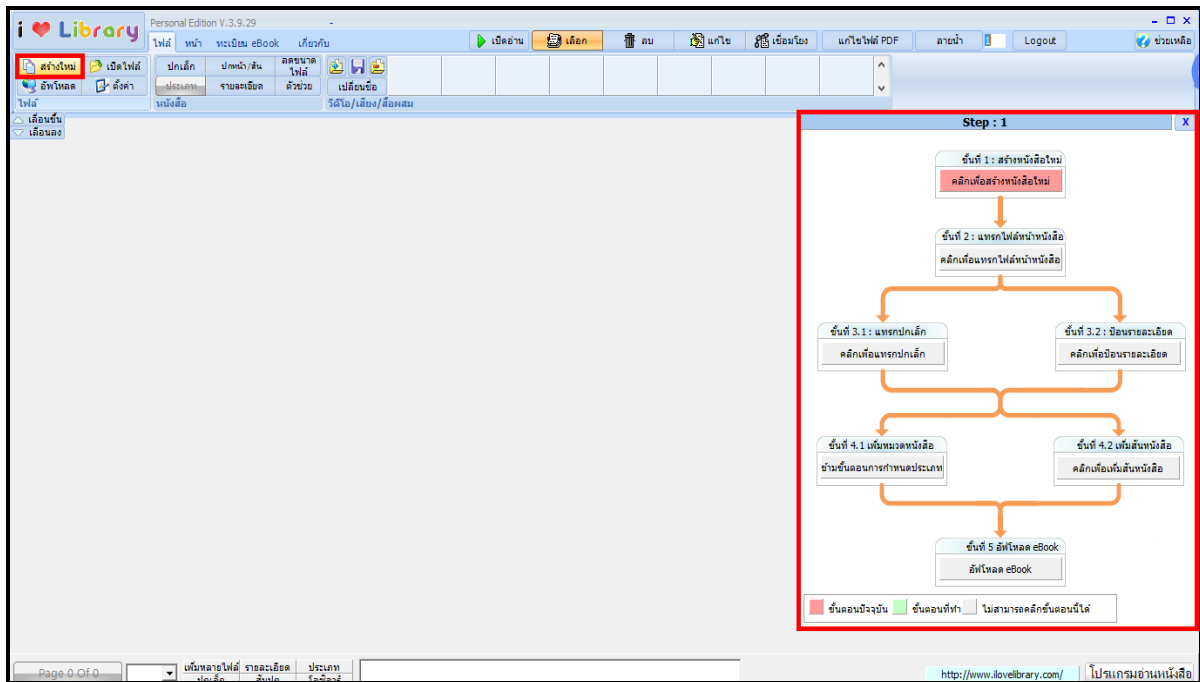 i Library
Personal Edition V.3.9.29 -
ไฟล์ หน้า ทะเบียน eBook เกี่ยวกับ
เปิดอ่าน เลือก ลบ แก้ไข เชื่อมโยง แก้ไขไฟล์ PDF ลายน้ำ 1 Logout ช่วยเหลือ
สร้างใหม่ เปิดไฟล์ ปกเล็ก ปกหน้า/สัน ลดขนาดไฟล์
อัพโหลด ตั้งค่า ประเภท รายละเอียด ตัวช่วย เปลี่ยนชื่อ
ไฟล์ หนังสือ วีดีโอ/เสียง/สื่อผสม
เลื่อนขึ้น
เลื่อนลง
Step : 1 X
ขั้นที่ 1 : สร้างหนังสือใหม่
คลิกเพื่อสร้างหนังสือใหม่
ขั้นที่ 2 : แทรกไฟล์หน้าหนังสือ
คลิกเพื่อแทรกไฟล์หน้าหนังสือ
ขั้นที่ 3.1 : แทรกปกเล็ก ขั้นที่ 3.2 : ป้อนรายละเอียด
คลิกเพื่อแทรกปกเล็ก คลิกเพื่อป้อนรายละเอียด
ขั้นที่ 4.1 เพิ่มหมวดหนังสือ ขั้นที่ 4.2 เพิ่มสันหนังสือ
ข้ามขั้นตอนการกำหนดประเภท คลิกเพื่อเพิ่มสันหนังสือ
ขั้นที่ 5 อัพโหลด eBook
อัพโหลด eBook
ขั้นตอนปัจจุบัน ขั้นตอนที่ทำ ไม่สามารถคลิกขั้นตอนนี้ได้
Page 0 Of 0 เพิ่มหลายไฟล์ รายละเอียด ประเภท
ปกเล็ก สันปก โอซีอาร์
http://www.ilovelibrary.com/ โปรแกรมอ่านหนังสือ